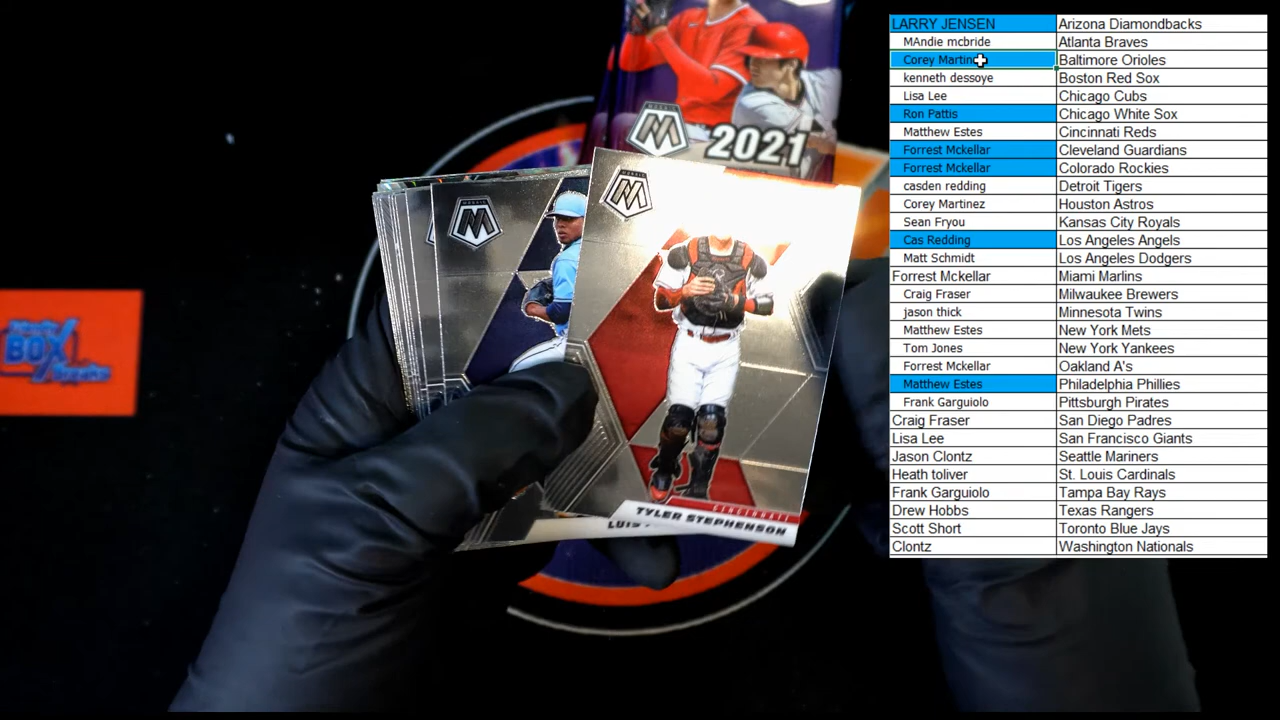 2021
MOSAIC
MOSAIC
CINCINNATI
TYLER STEPHENSON
LUIS
BOX
LARRY JENSEN Arizona Diamondbacks
MAndie mcbride Atlanta Braves
Corey Martin Baltimore Orioles
kenneth dessoye Boston Red Sox
Lisa Lee Chicago Cubs
Ron Pattis Chicago White Sox
Matthew Estes Cincinnati Reds
Forrest Mckellar Cleveland Guardians
Forrest Mckellar Colorado Rockies
casden redding Detroit Tigers
Corey Martinez Houston Astros
Sean Fryou Kansas City Royals
Cas Redding Los Angeles Angels
Matt Schmidt Los Angeles Dodgers
Forrest Mckellar Miami Marlins
Craig Fraser Milwaukee Brewers
jason thick Minnesota Twins
Matthew Estes New York Mets
Tom Jones New York Yankees
Forrest Mckellar Oakland A's
Matthew Estes Philadelphia Phillies
Frank Garguiolo Pittsburgh Pirates
Craig Fraser San Diego Padres
Lisa Lee San Francisco Giants
Jason Clontz Seattle Mariners
Heath toliver St. Louis Cardinals
Frank Garguiolo Tampa Bay Rays
Drew Hobbs Texas Rangers
Scott Short Toronto Blue Jays
Clontz Washington Nationals